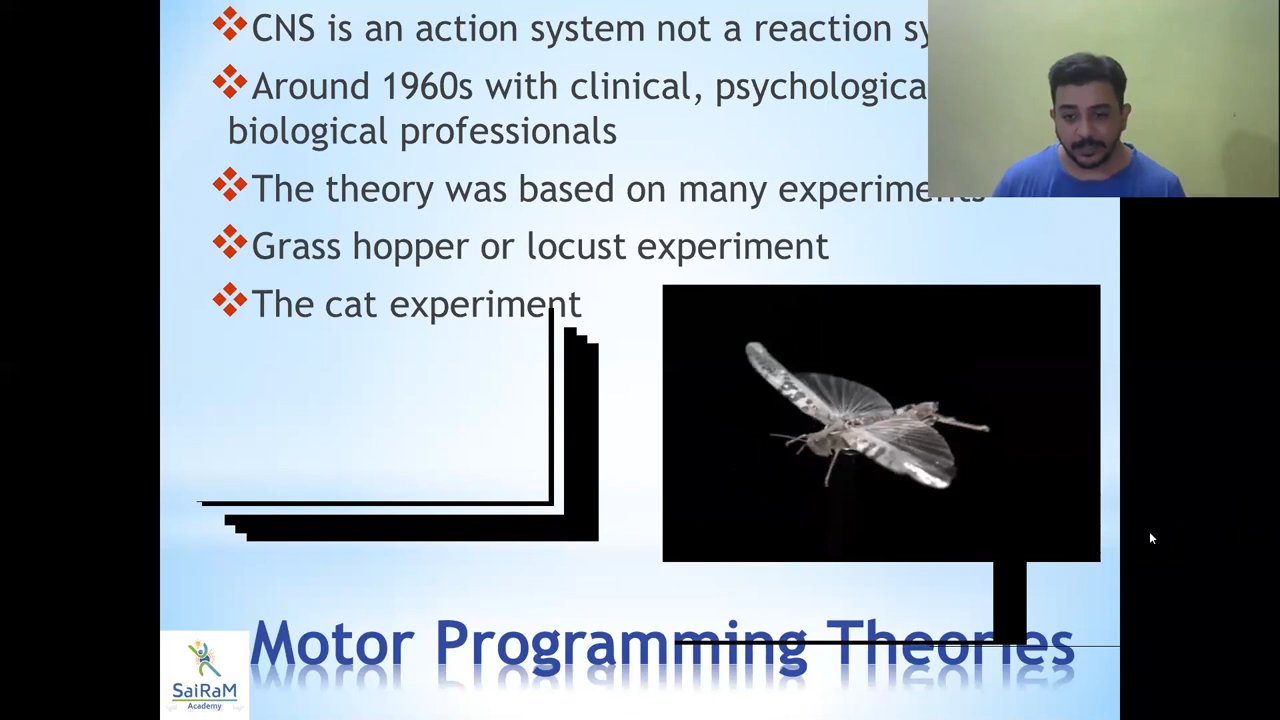 CNS is an action system not a reaction sy
Around 1960s with clinical, psychologica
biological professionals
The theory was based on many experiments
Grass hopper or locust experiment
The cat experiment
Motor Programming Theories
SaiRaM
Academy